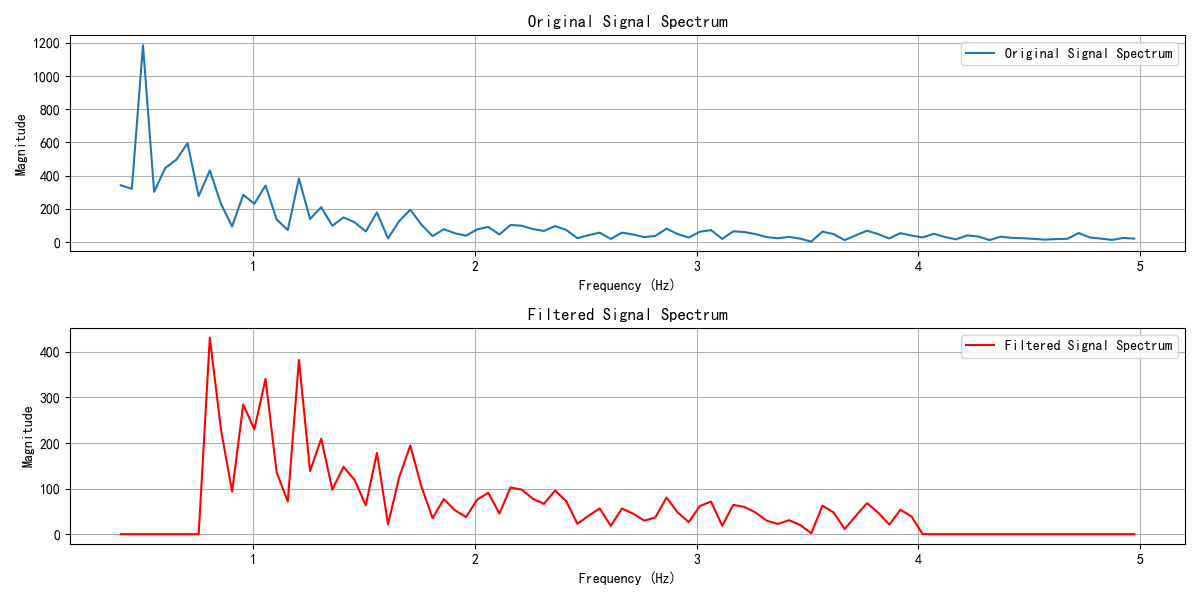 Original Signal Spectrum
Original Signal Spectrum
1200
1000
800
600
400
200
0
Magnitude
1 2 3 4 5
Frequency (Hz)
Filtered Signal Spectrum
Filtered Signal Spectrum
400
300
200
100
0
Magnitude
1 2 3 4 5
Frequency (Hz)